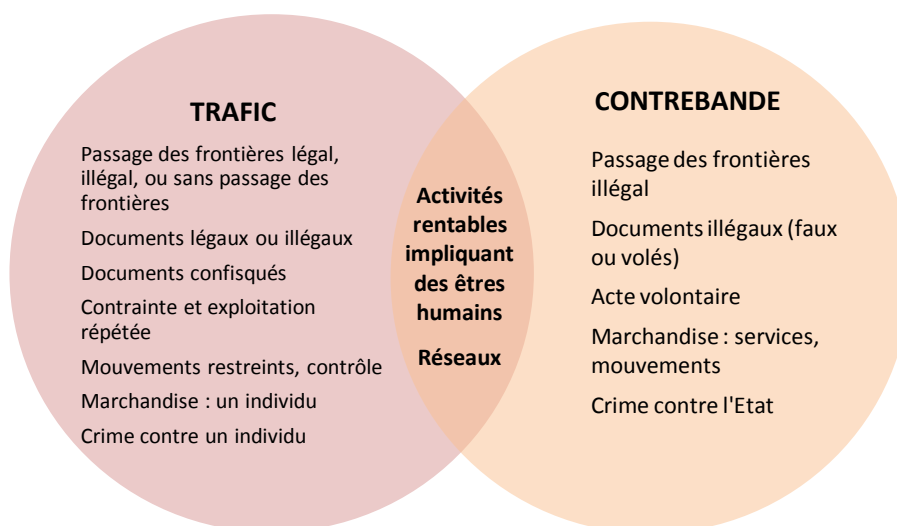 TRAFIC
Passage des frontières légal,
illégal, ou sans passage des
frontières
Documents légaux ou illégaux
Documents confisqués
Contrainte et exploitation
répétée
Mouvements restreints, contrôle
Marchandise : un individu
Crime contre un individu
Activités
rentables
impliquant
des êtres
humains
Réseaux
CONTREBANDE
Passage des frontières
illégal
Documents illégaux (faux
ou volés)
Acte volontaire
Marchandise : services,
mouvements
Crime contre l'Etat